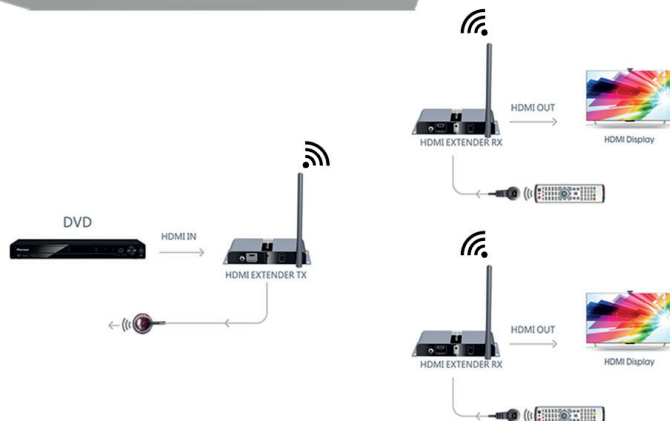 DVD
HDMI IN
HDMI EXTENDER TX
HDMI EXTENDER RX
HDMI OUT
HDMI Display
HDMI EXTENDER RX
HDMI OUT
HDMI Display